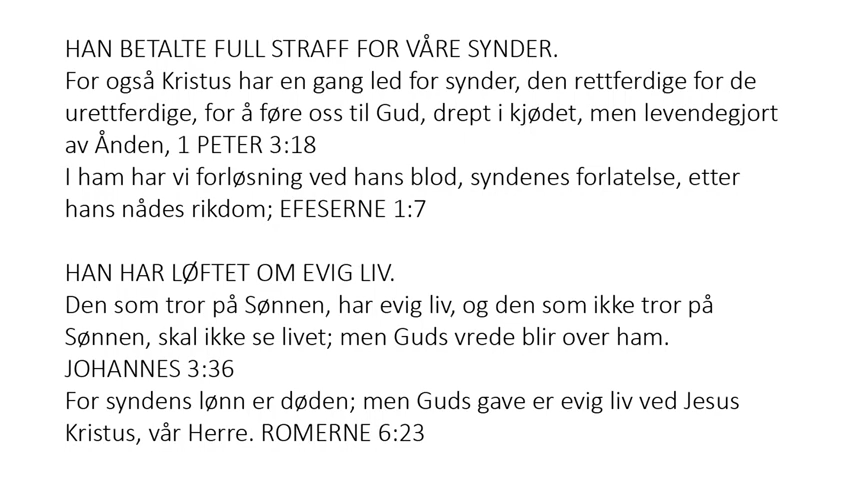 HAN BETALTE FULL STRAFF FOR VÅRE SYNDER.
For også Kristus har en gang led for synder, den rettferdige for de
urettferdige, for å føre oss til Gud, drept i kjødet, men levendegjort
av Ånden, 1 PETER 3:18
I ham har vi forløsning ved hans blod, syndenes forlatelse, etter
hans nådes rikdom; EFESERNE 1:7
HAN HAR LØFTET OM EVIG LIV.
Den som tror på Sønnen, har evig liv, og den som ikke tror på
Sønnen, skal ikke se livet; men Guds vrede blir over ham.
JOHANNES 3:36
For syndens lønn er døden; men Guds gave er evig liv ved Jesus
Kristus, vår Herre. ROMERNE 6:23